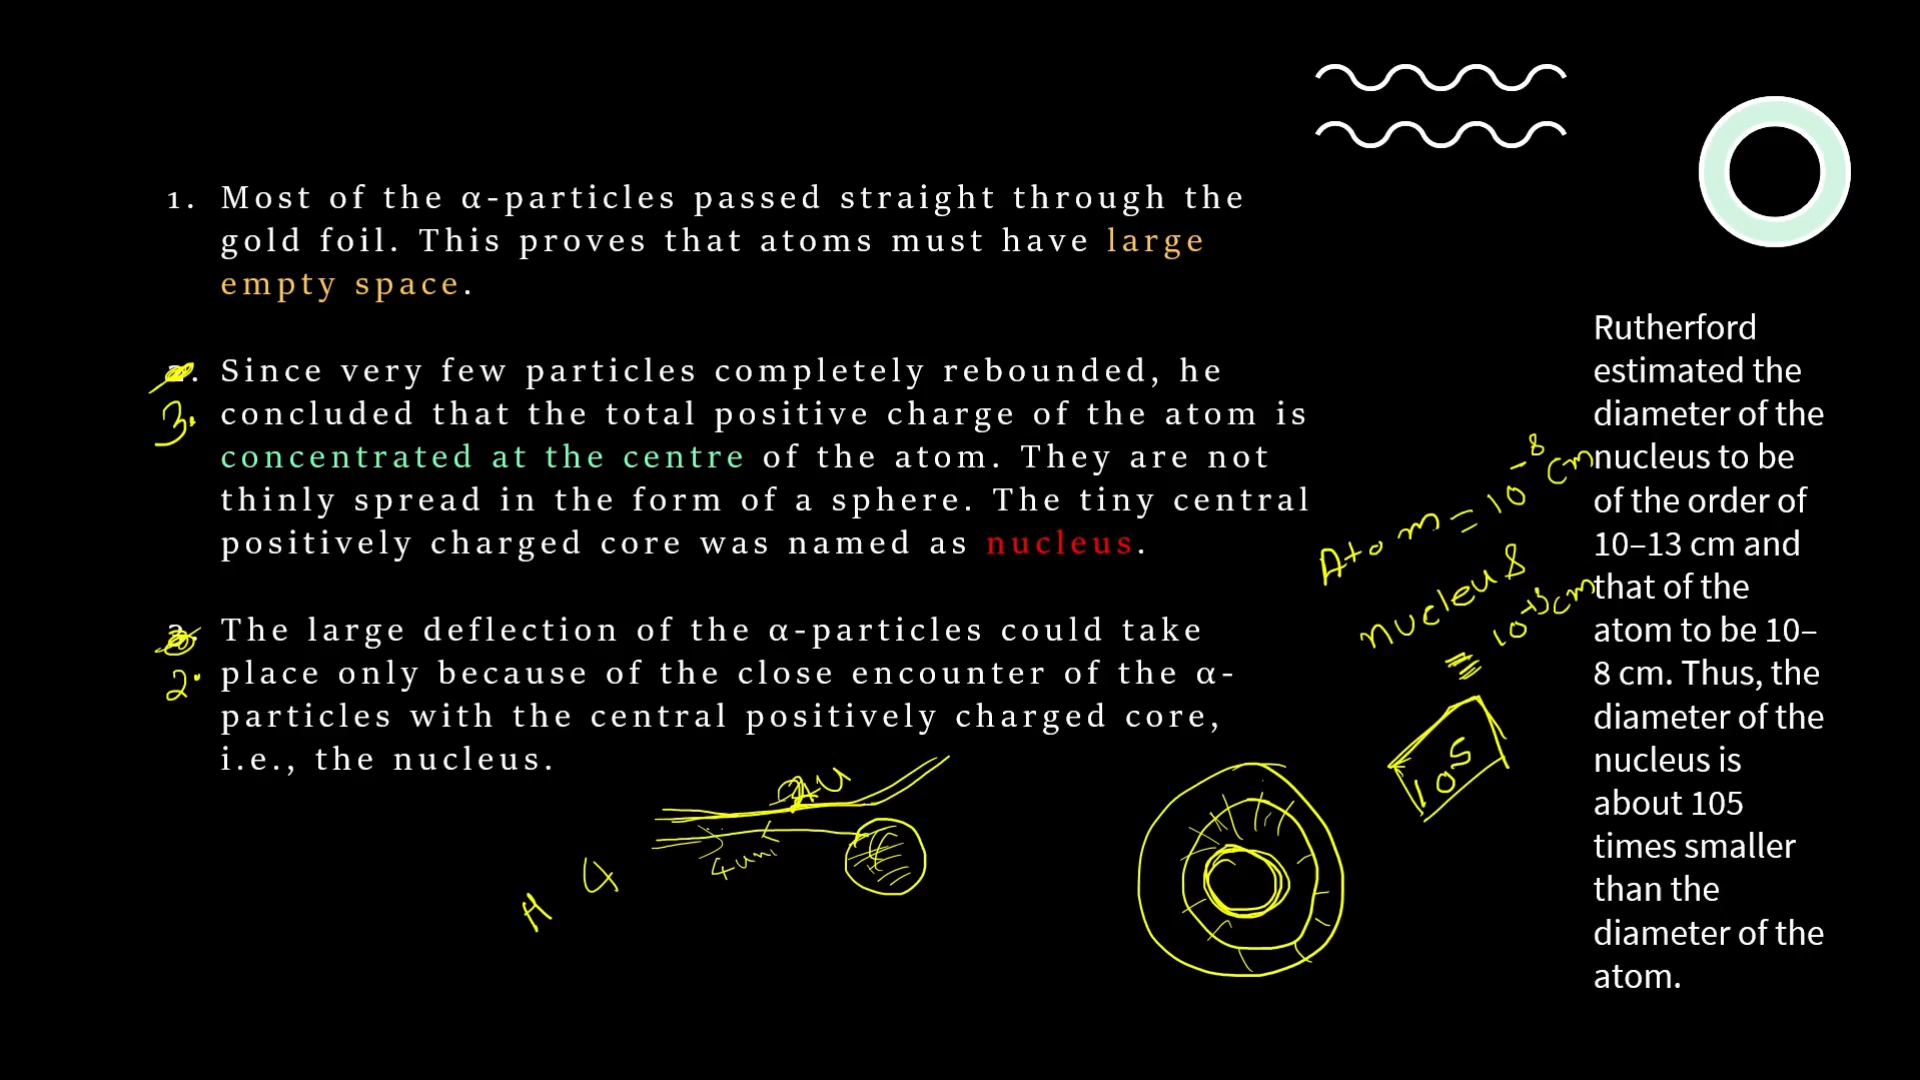 1. Most of the α-particles passed straight through the
gold foil. This proves that atoms must have large
empty space.
Since very few particles completely rebounded, he
3. concluded that the total positive charge of the atom is
concentrated at the centre of the atom. They are not
thinly spread in the form of a sphere. The tiny central
positively charged core was named as nucleus.
The large deflection of the α-particles could take
2. place only because of the close encounter of the α-
particles with the central positively charged core,
i.e., the nucleus.
4
Atom = 10⁻⁸ cm
nucleus
= 10⁻¹³ cm
10⁵
Rutherford
estimated the
diameter of the
nucleus to be
of the order of
10–13 cm and
that of the
atom to be 10–
8 cm. Thus, the
diameter of the
nucleus is
about 105
times smaller
than the
diameter of the
atom.